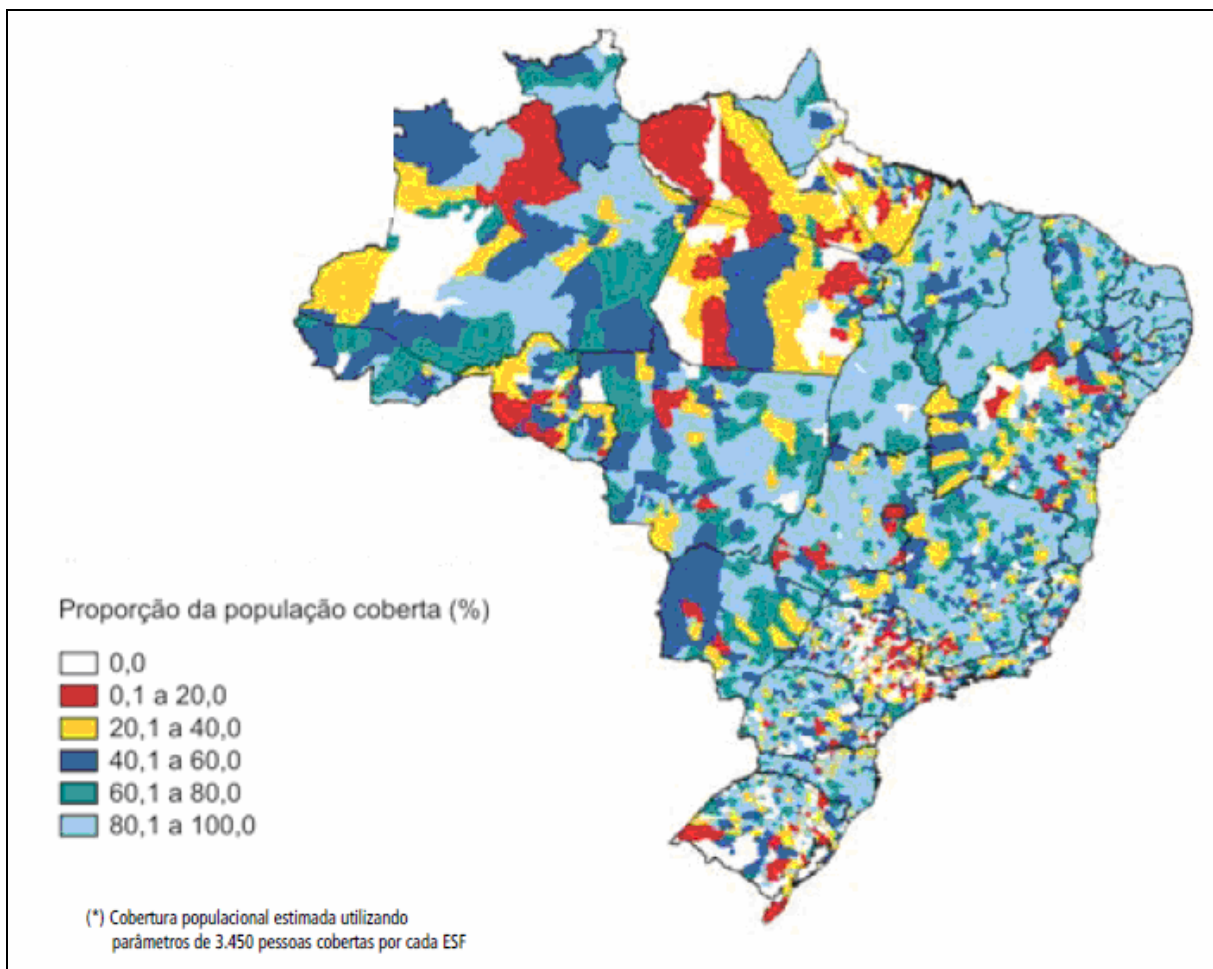 Proporção da população coberta (%)
0,0
0,1 a 20,0
20,1 a 40,0
40,1 a 60,0
60,1 a 80,0
80,1 a 100,0
(*) Cobertura populacional estimada utilizando
parâmetros de 3.450 pessoas cobertas por cada ESF